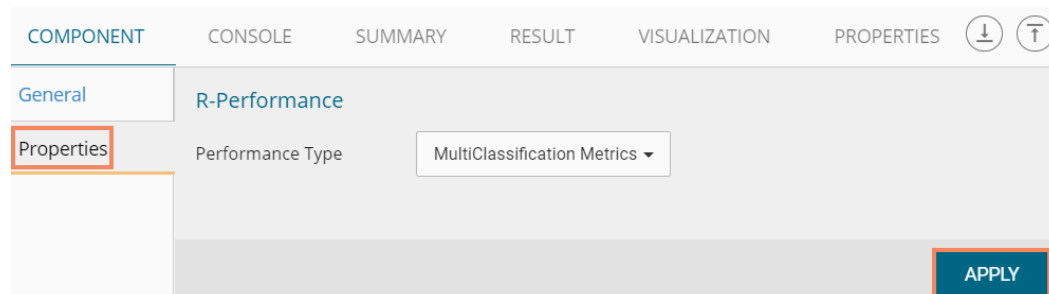 COMPONENT CONSOLE SUMMARY RESULT VISUALIZATION PROPERTIES
General
R-Performance
Properties
Performance Type MultiClassification Metrics
APPLY